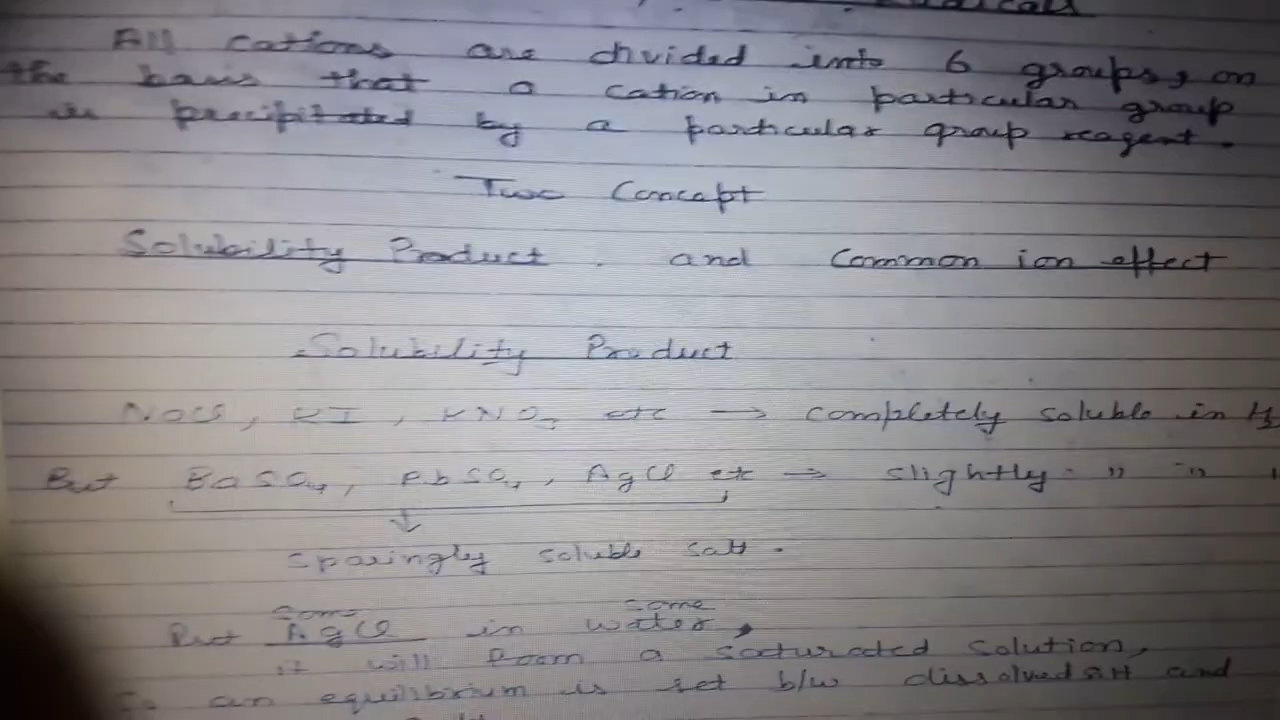 All cations are divided into 6 groups, on
the basis that a cation in particular group
is precipitated by a particular group reagent.
Two Concept
Solubility Product and Common ion effect
Solubility Product
NaCl, KI, KNO3 etc → completely soluble in H2
But BaSO4, PbSO4, AgCl etc → slightly " "in"
sparingly soluble salt.
some some
Put AgCl in water,
it will form a saturated solution,
So an equilibrium is set b/w dissolved salt and